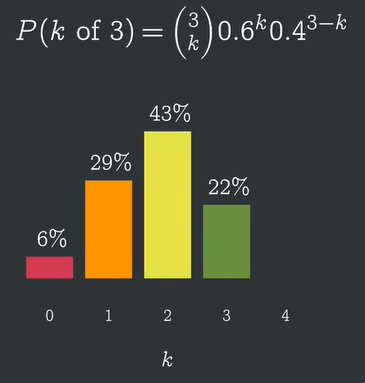 P(k of 3) = (3 k) 0.6^k 0.4^{3−k}
43%
29%
22%
6%
0 1 2 3 4
k